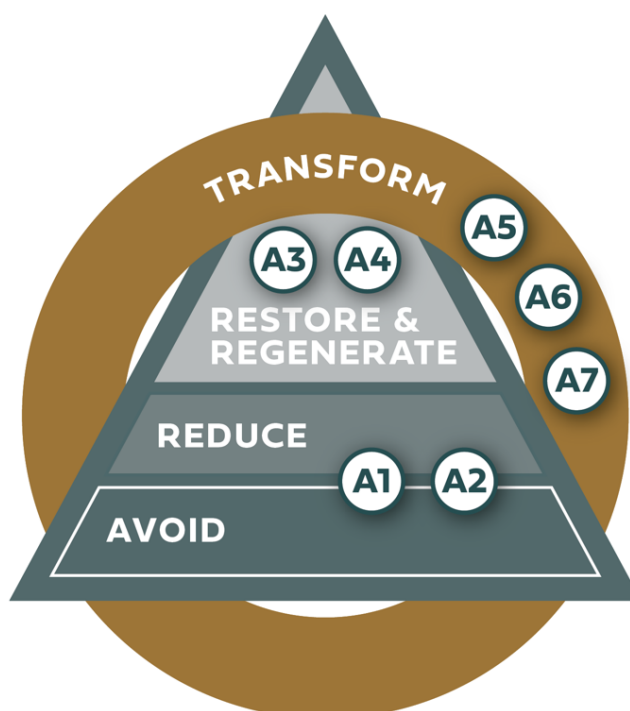 TRANSFORM
A5
A3 A4
A6
RESTORE &
REGENERATE
A7
REDUCE
A1 A2
AVOID